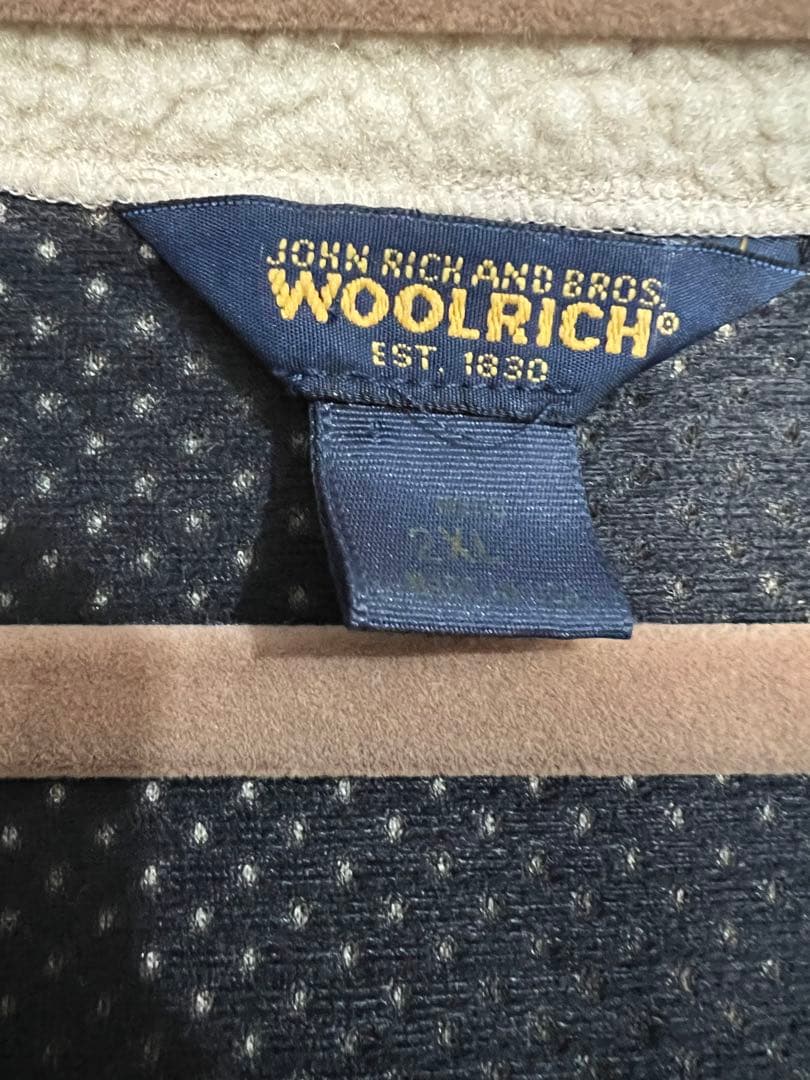 JOHN RICH AND BROS.
WOOLRICH®
EST. 1830
2XL